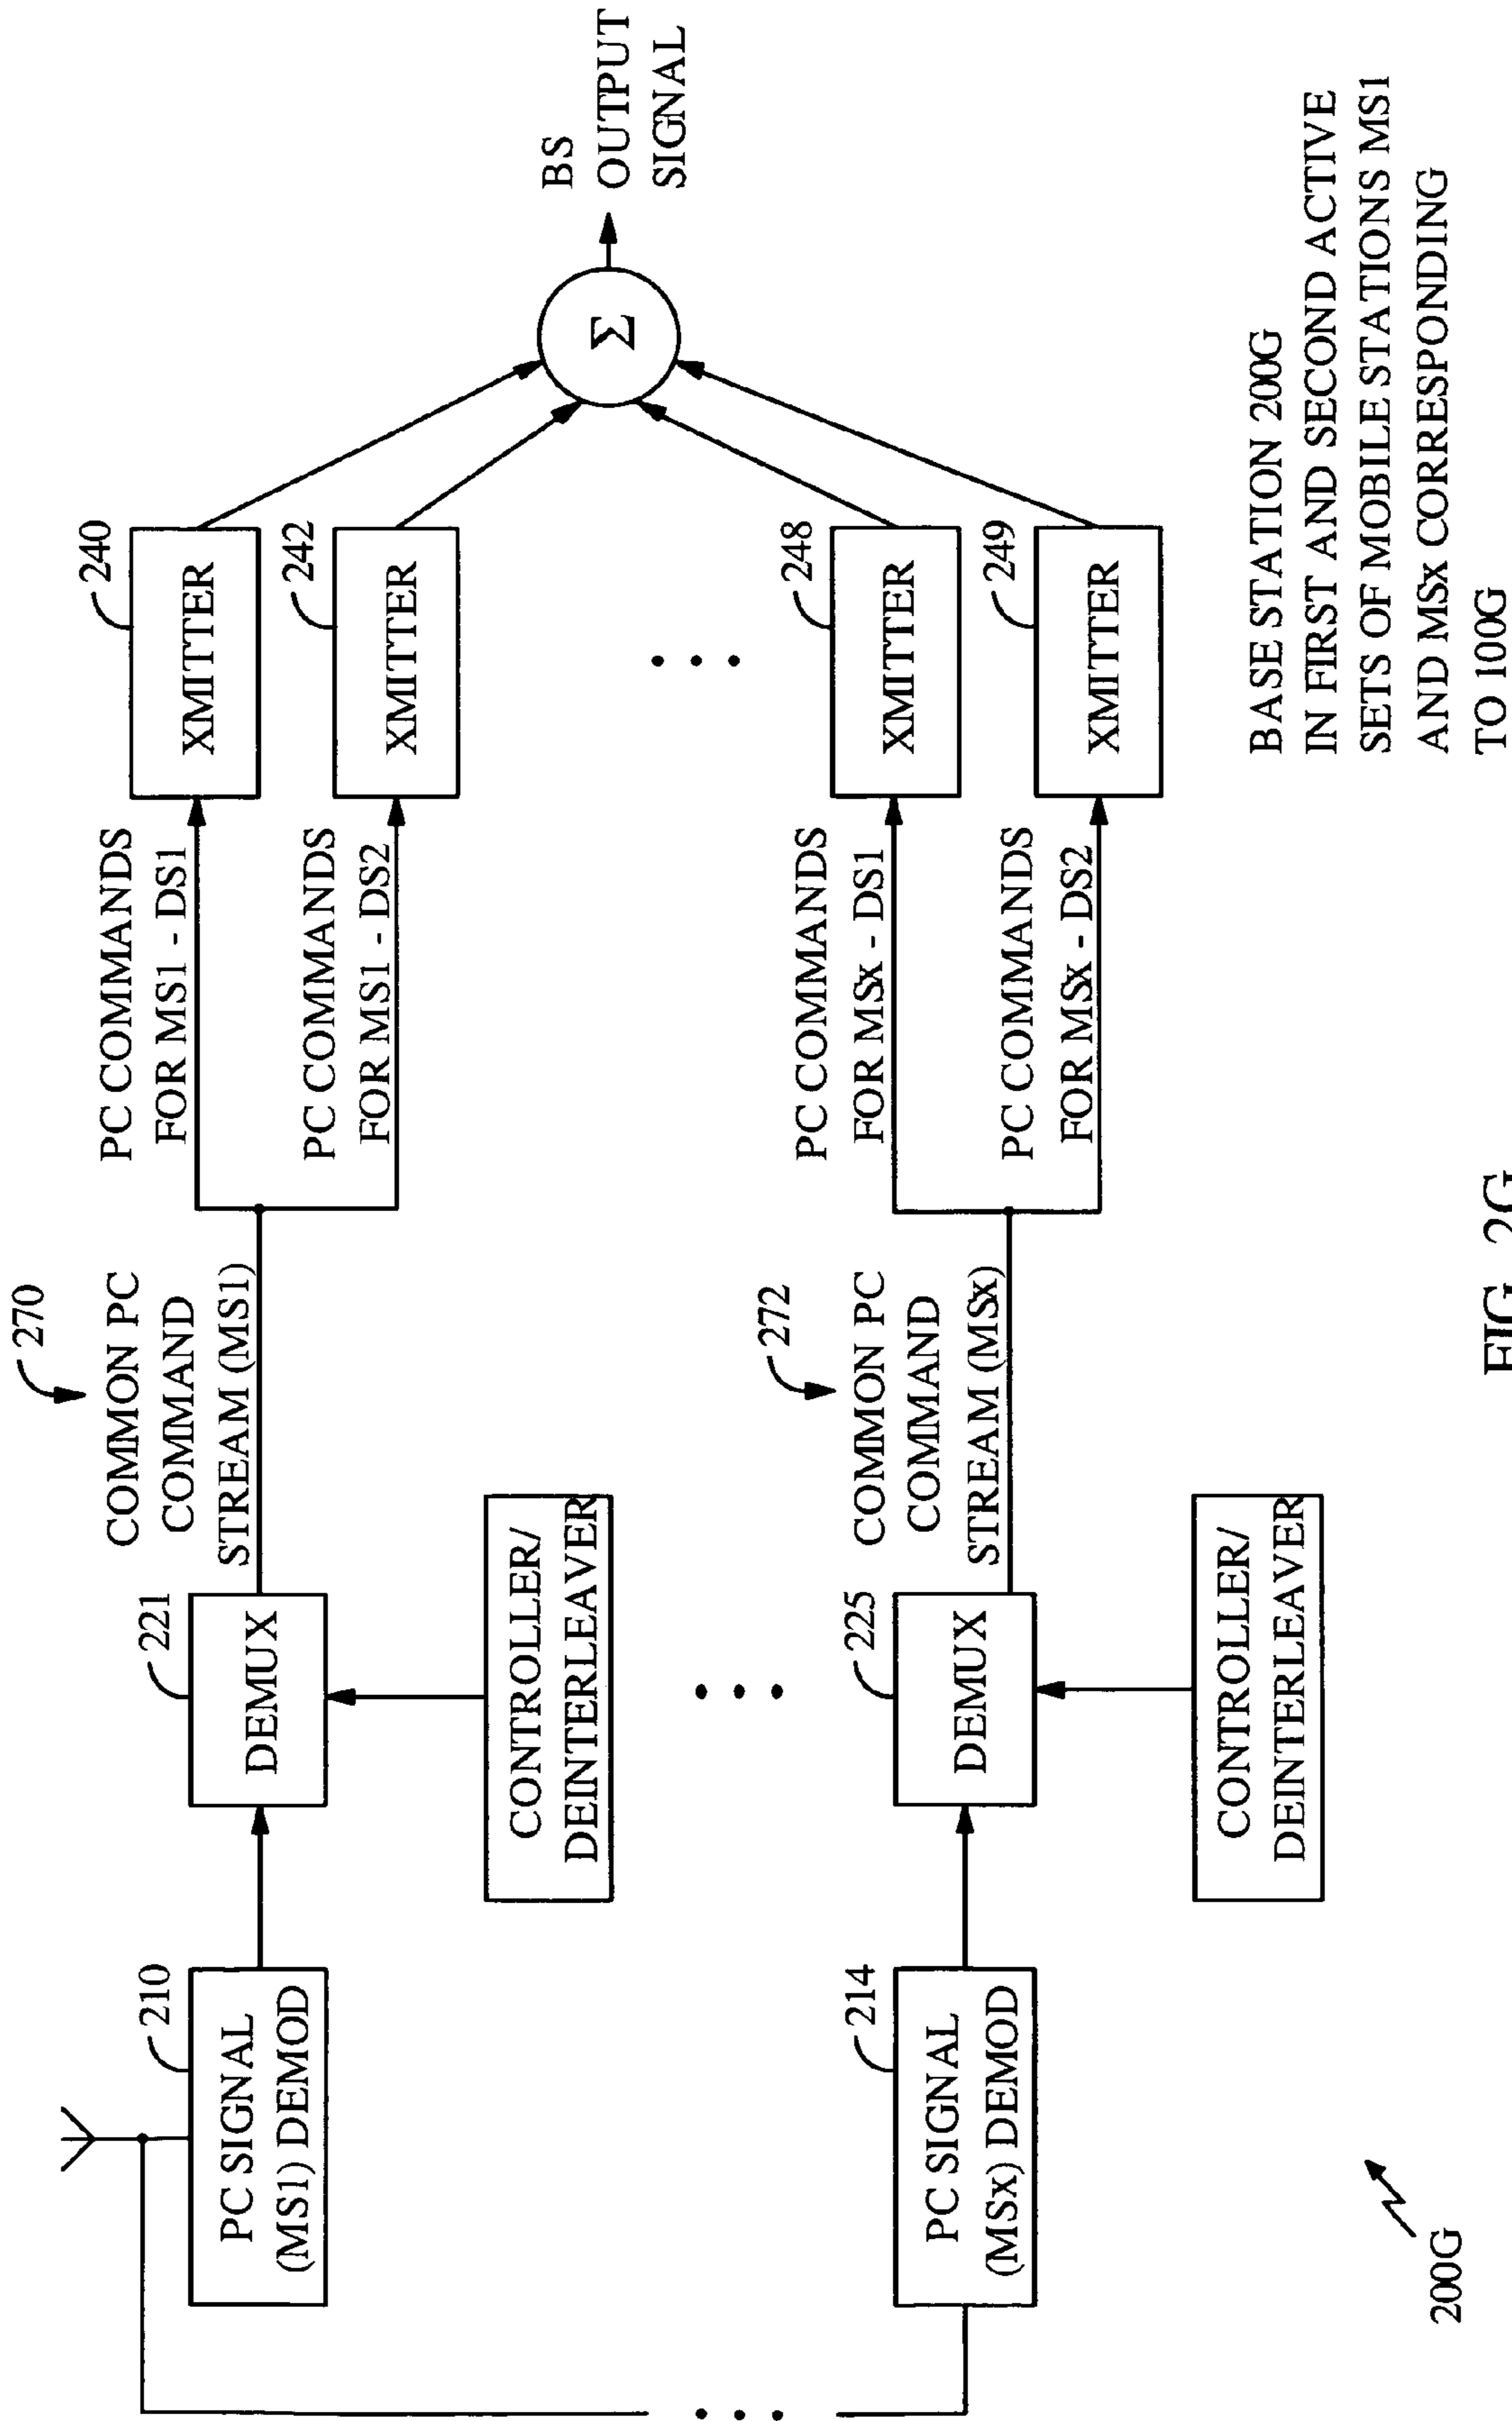 270
COMMON PC
COMMAND
STREAM (MS1)
210
PC SIGNAL
(MS1) DEMOD
221
DEMUX
CONTROLLER/
DEINTERLEAVER
PC COMMANDS
FOR MS1 - DS1
240
XMITTER
PC COMMANDS
FOR MS1 - DS2
242
XMITTER
Σ
BS
OUTPUT
SIGNAL
272
COMMON PC
COMMAND
STREAM (MSx)
214
PC SIGNAL
(MSx) DEMOD
225
DEMUX
CONTROLLER/
DEINTERLEAVER
PC COMMANDS
FOR MSx - DS1
248
XMITTER
PC COMMANDS
FOR MSx - DS2
249
XMITTER
200G
BASE STATION 200G
IN FIRST AND SECOND ACTIVE
SETS OF MOBILE STATIONS MS1
AND MSx CORRESPONDING
TO 100G
FIG. 2G